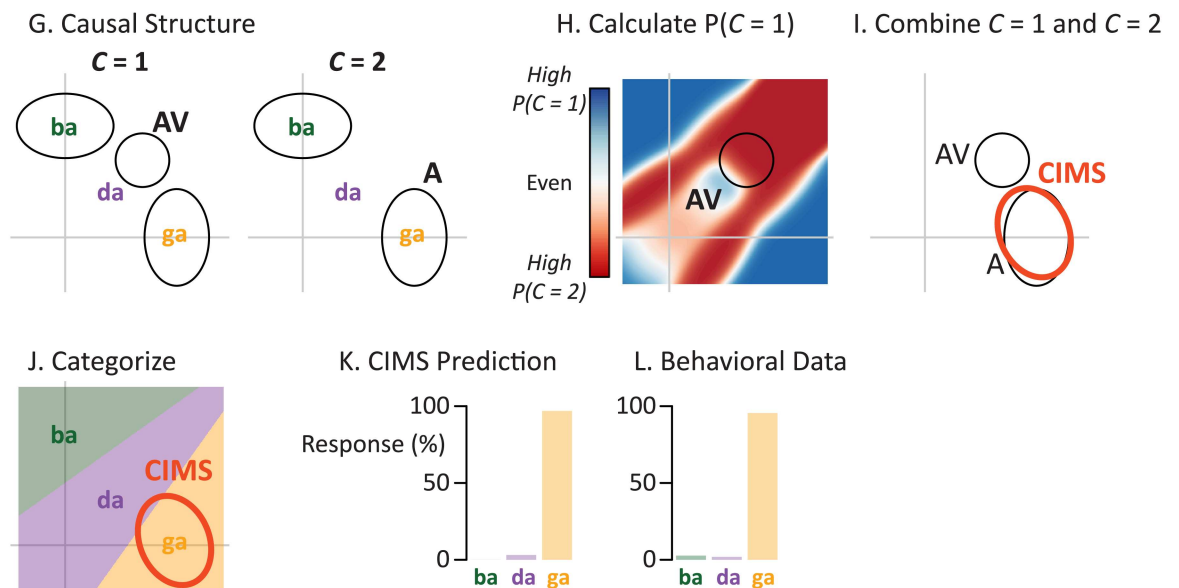 G. Causal Structure
C = 1
C = 2
ba
AV
da
ga
ba
A
da
ga
H. Calculate P(C = 1)
High
P(C = 1)
Even
High
P(C = 2)
AV
I. Combine C = 1 and C = 2
AV
CIMS
A
J. Categorize
ba
CIMS
da
ga
K. CIMS Prediction
Response (%)
100
50
0
ba da ga
L. Behavioral Data
100
50
0
ba da ga